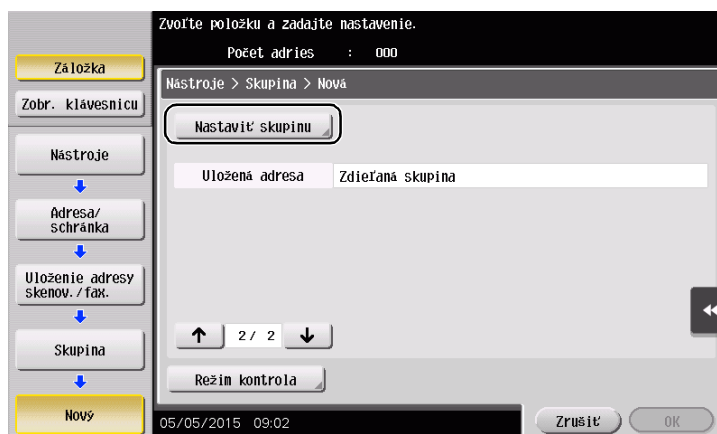 Zvoľte položku a zadajte nastavenie.
Počet adries : 000
Záložka
Zobr. klávesnicu
Nástroje
Adresa/
schránka
Uloženie adresy
skenov./fax.
Skupina
Nový
Nástroje > Skupina > Nová
Nastaviť skupinu
Uložená adresa Zdieľaná skupina
2/ 2
Režim kontrola
05/05/2015 09:02
Zrušiť OK